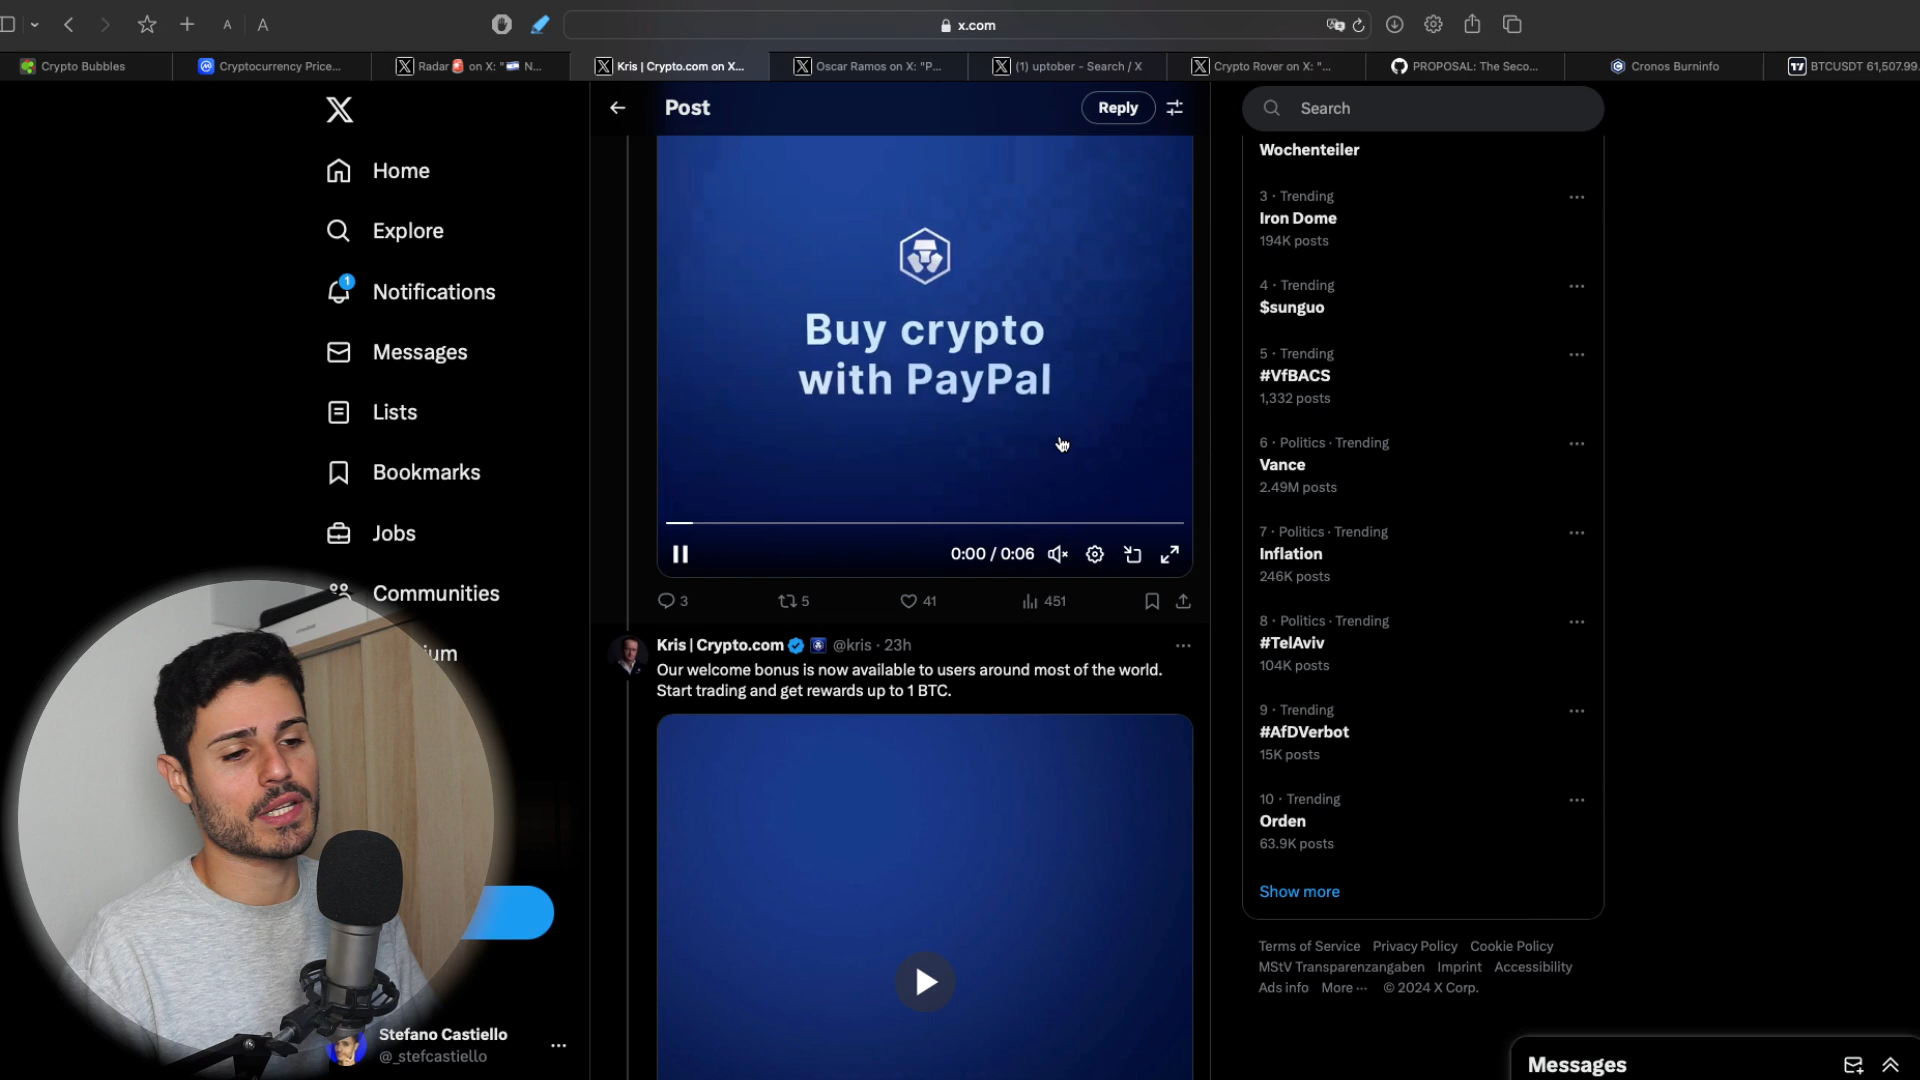 A A x.com
Crypto Bubbles
Cryptocurrency Price...
Radar🚨 on X: "🇮🇱 N...
Kris | Crypto.com on X...
Oscar Ramos on X: "P...
(1) uptober - Search / X
Crypto Rover on X: "...
PROPOSAL: The Seco...
Cronos Burninfo
BTCUSDT 61,507.99
Home
Explore
1
Notifications
Messages
Lists
Bookmarks
Jobs
Communities
ium
Stefano Castiello
@_stefcastiello
Post
Reply
Buy crypto
with PayPal
0:00 / 0:06
3 5 41 451
Kris | Crypto.com @kris · 23h
Our welcome bonus is now available to users around most of the world.
Start trading and get rewards up to 1 BTC.
Search
Wochenteiler
3 · Trending
Iron Dome
194K posts
4 · Trending
$sunguo
5 · Trending
#VfBACS
1,332 posts
6 · Politics · Trending
Vance
2.49M posts
7 · Politics · Trending
Inflation
246K posts
8 · Politics · Trending
#TelAviv
104K posts
9 · Trending
#AfDVerbot
15K posts
10 · Trending
Orden
63.9K posts
Show more
Terms of Service Privacy Policy Cookie Policy
MStV Transparenzangaben Imprint Accessibility
Ads info More ··· © 2024 X Corp.
Messages